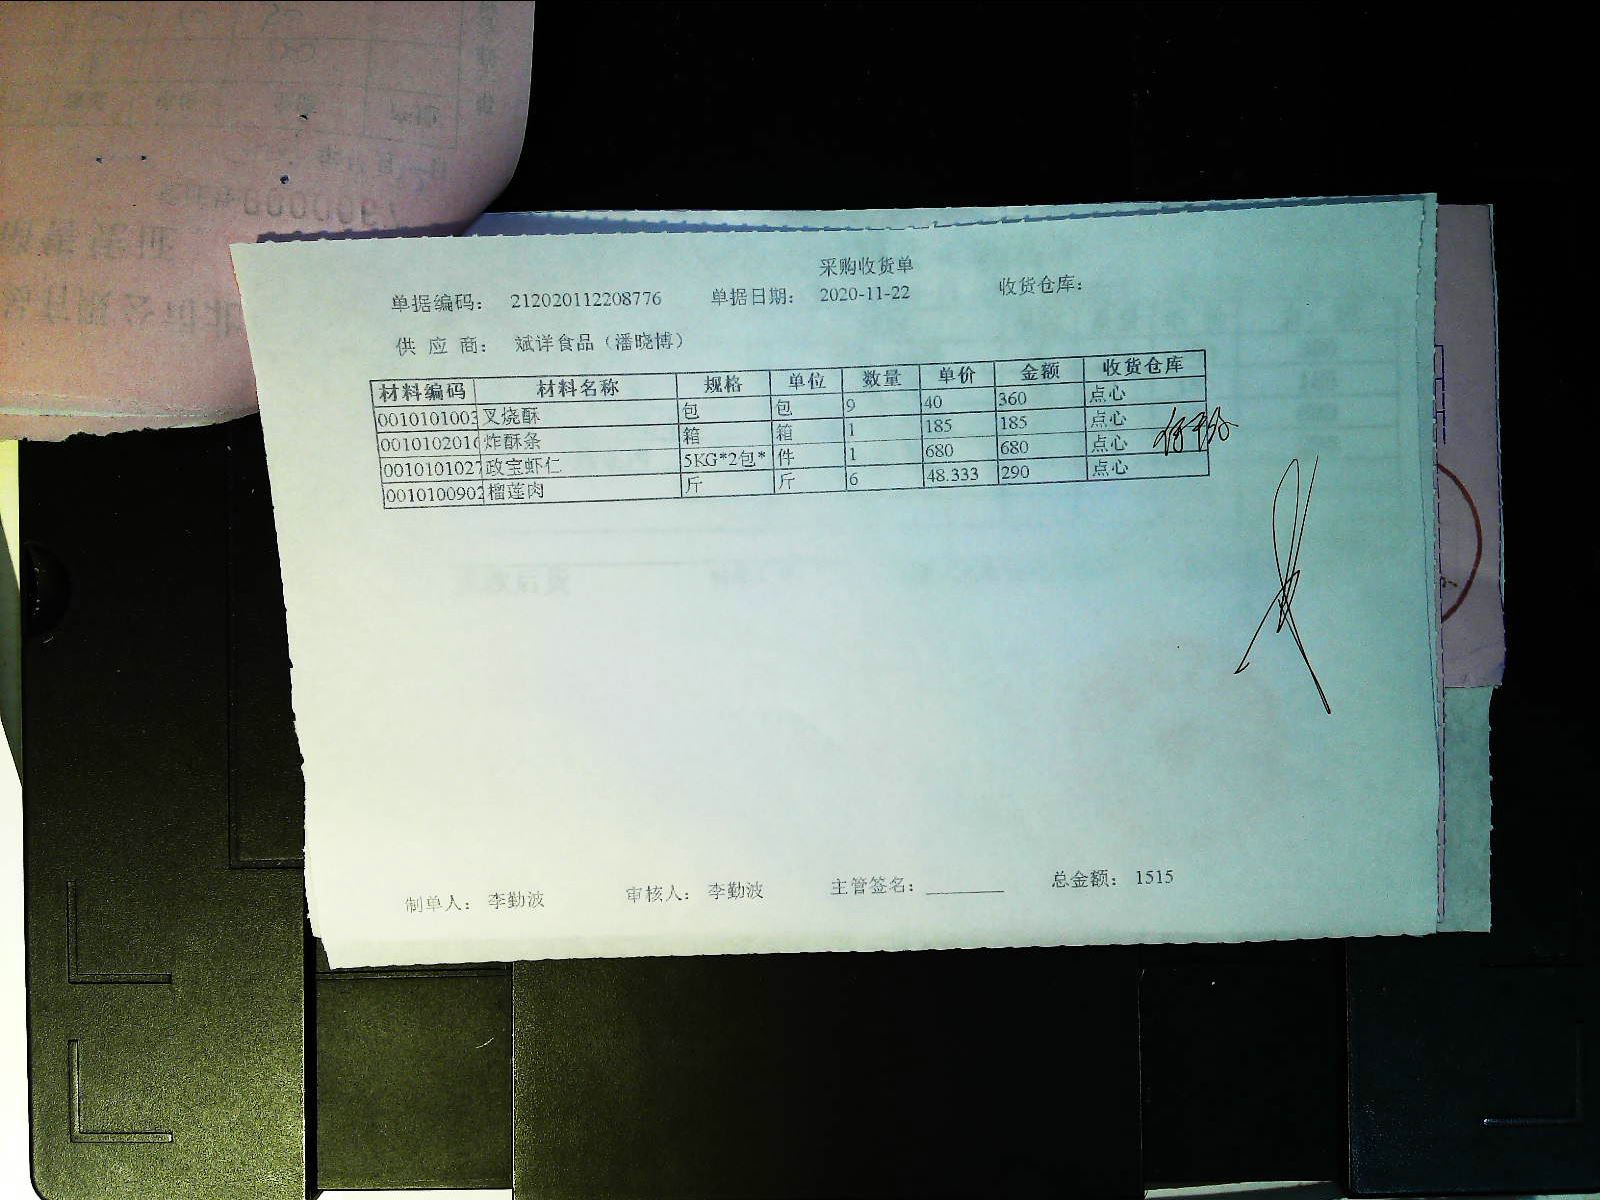 采购收货单
单据编码： 212020112208776 单据日期： 2020-11-22 收货仓库：
供 应 商： 斌洋食品（潘晓博）
材料编码 材料名称 规格 单位 数量 单价 金额 收货仓库
0010101003 叉烧酥 包 包 9 40 360 点心
0010102016 炸酥条 箱 箱 1 185 185 点心
0010101027 政宝虾仁 5KG*2包* 件 1 680 680 点心
0010100902 榴莲肉 斤 斤 6 48.333 290 点心
制单人： 李勤波 审核人： 李勤波 主管签名： 总金额： 1515